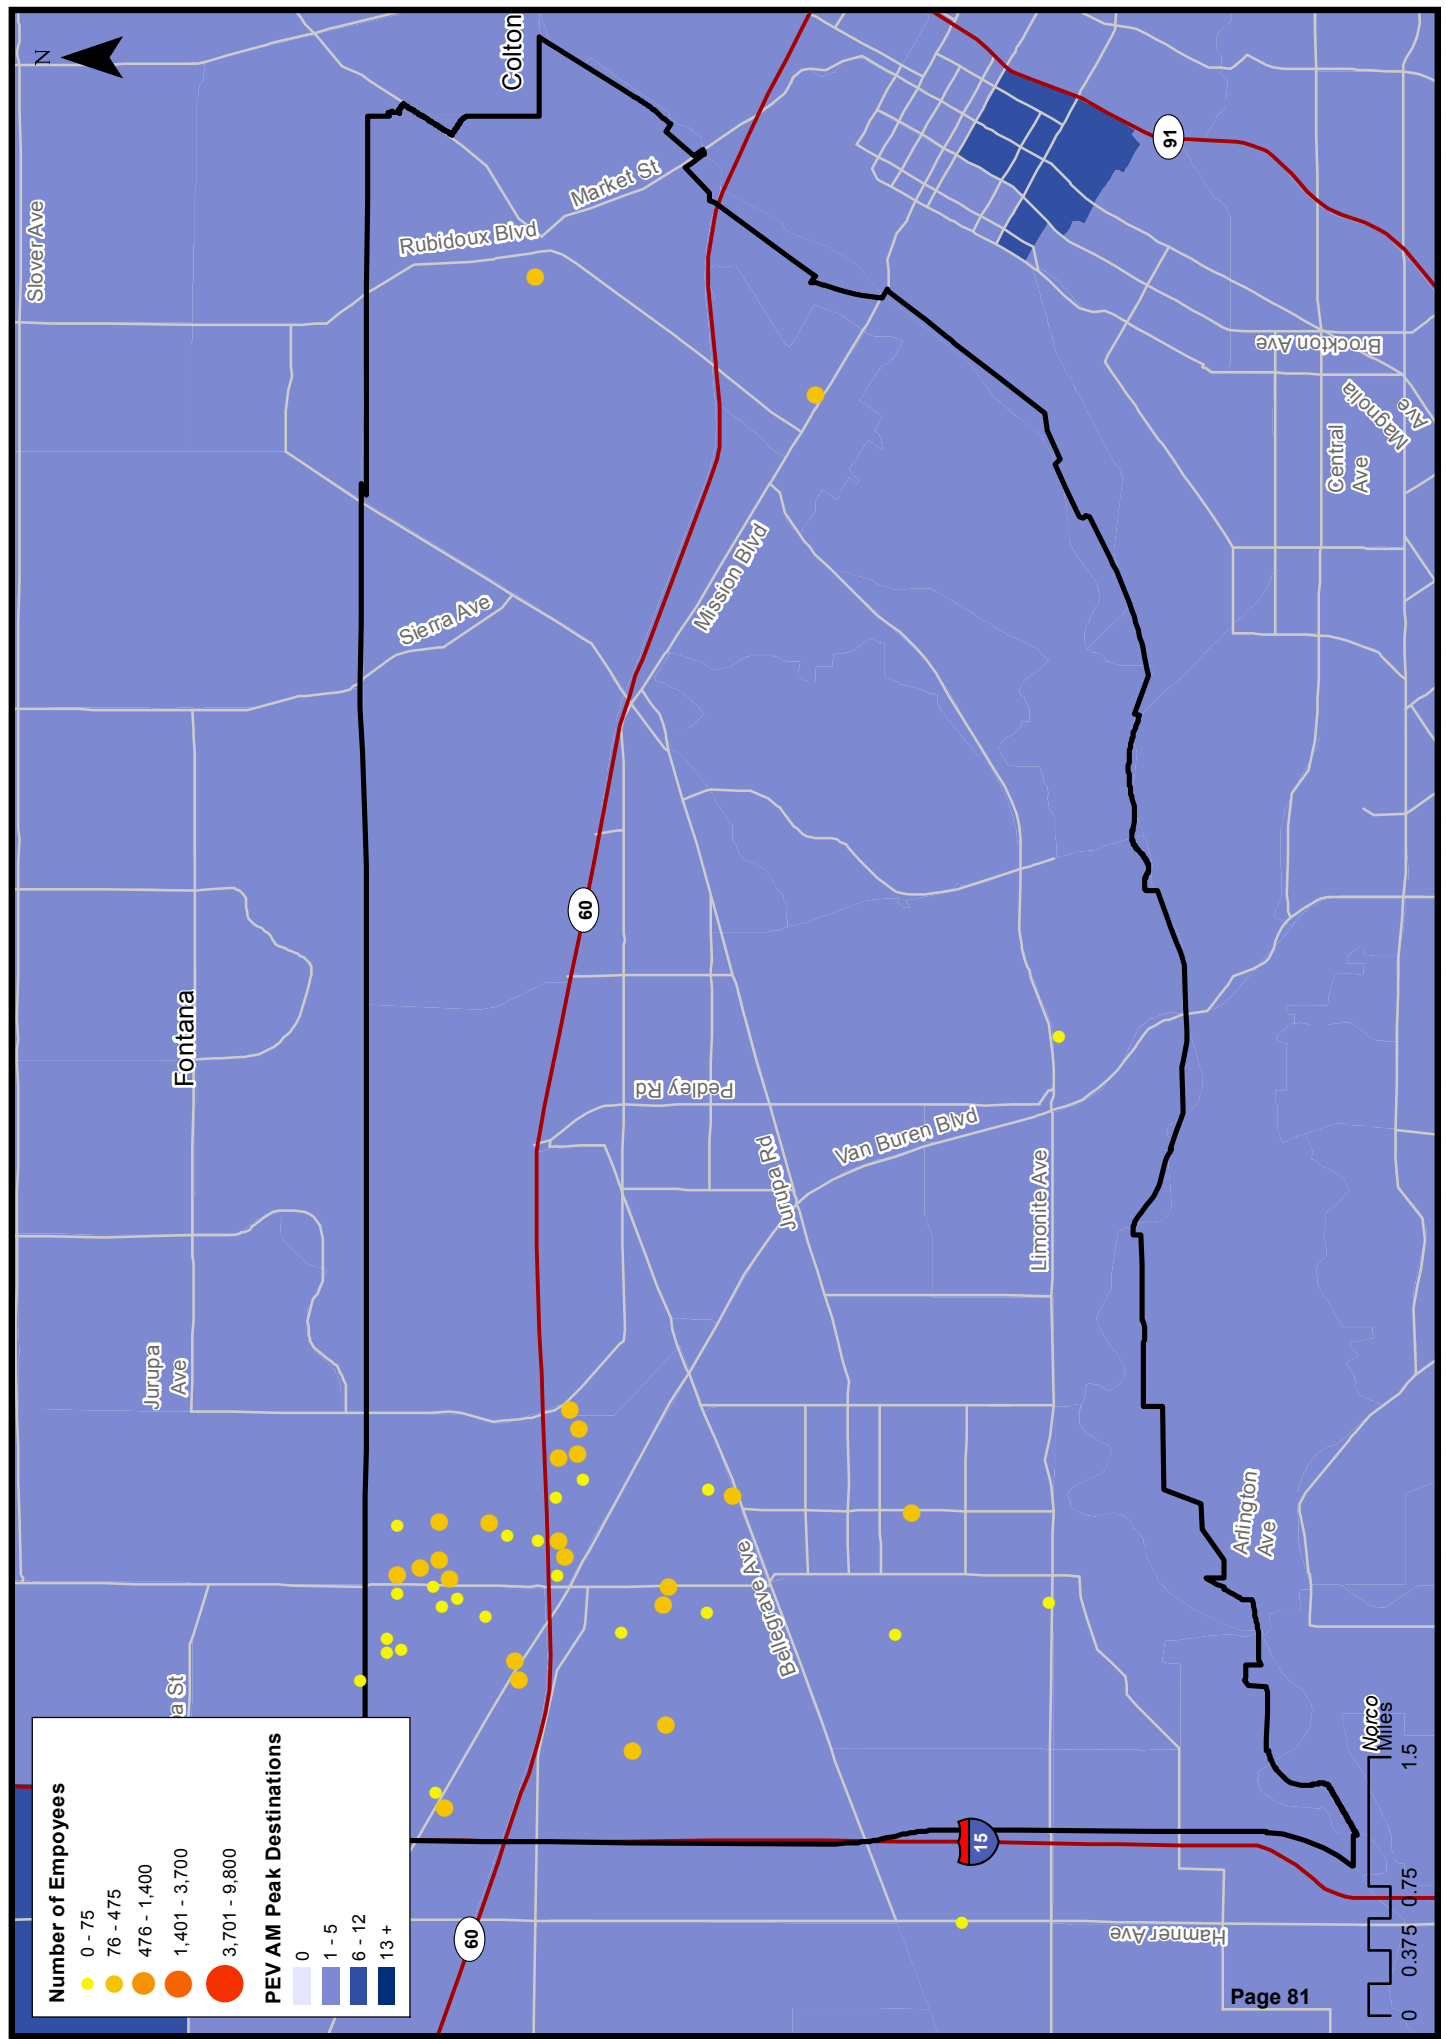 N
Colton
Slover Ave
Market St
Rubidoux Blvd
91
Brockton Ave
Magnolia
Ave
Central
Ave
Sierra Ave
Mission Blvd
60
Fontana
Pedley Rd
Jurupa Rd
Van Buren Blvd
Limonite Ave
Jurupa
Ave
Bellegrave Ave
Arlington
Ave
pa St
15
Hamner Ave
60
Norco
Number of Empoyees
0 - 75
76 - 475
476 - 1,400
1,401 - 3,700
3,701 - 9,800
PEV AM Peak Destinations
0
1 - 5
6 - 12
13 +
Miles
0 0.375 0.75 1.5
Page 81